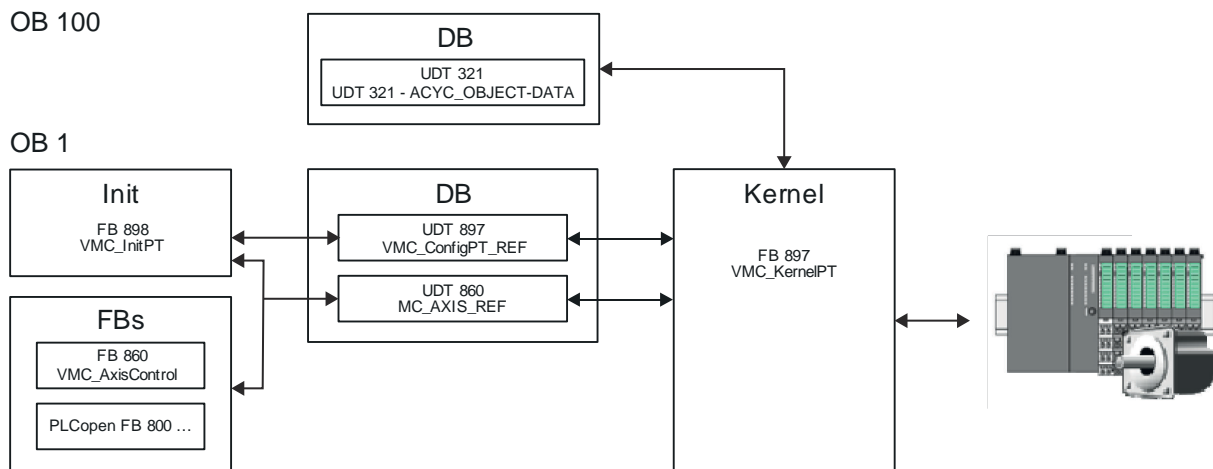 OB 100
DB
UDT 321
UDT 321 - ACYC_OBJECT-DATA
OB 1
Init
FB 898
VMC_InitPT
FBs
FB 860
VMC_AxisControl
PLCopen FB 800 ...
DB
UDT 897
VMC_ConfigPT_REF
UDT 860
MC_AXIS_REF
Kernel
FB 897
VMC_KernelPT